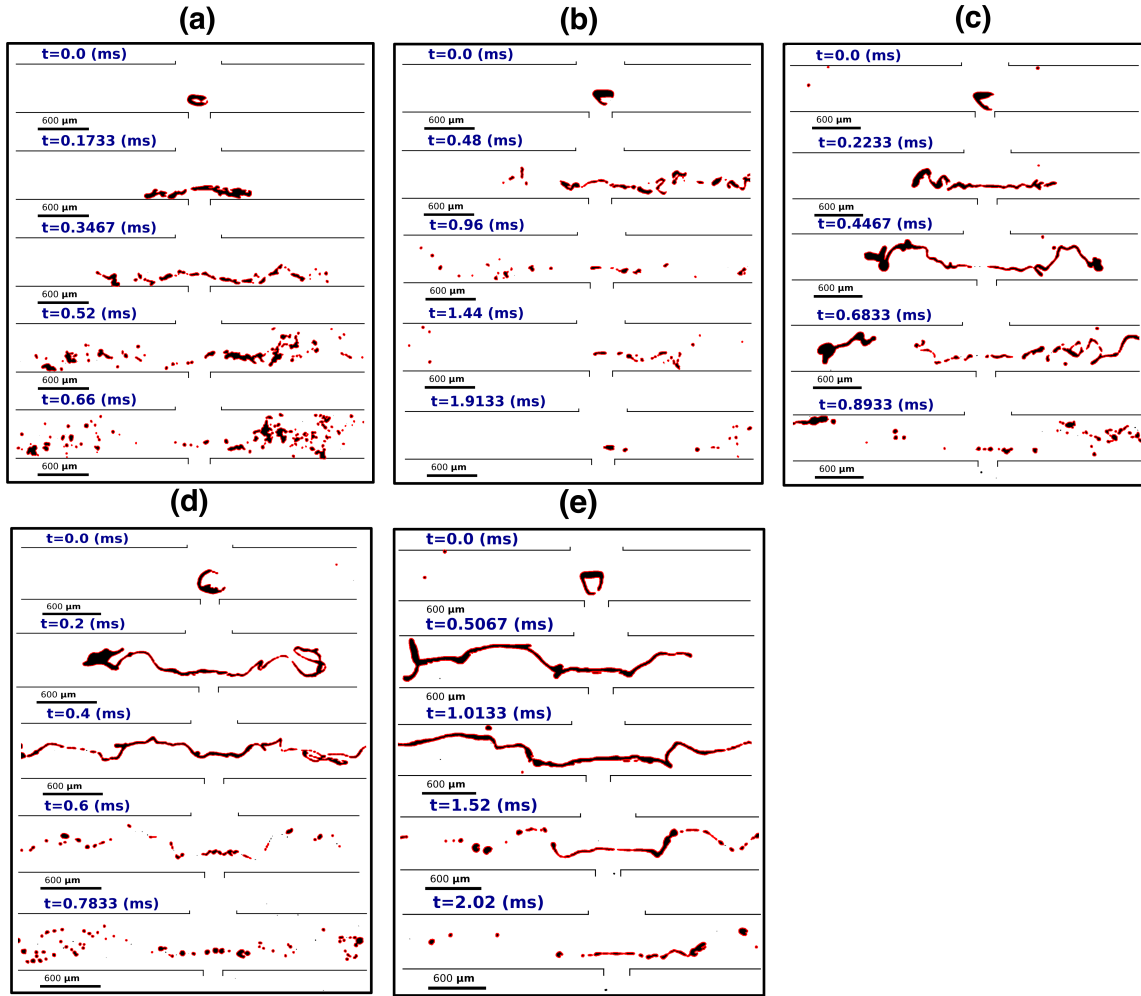 (a)
t=0.0 (ms)
600 μm
t=0.1733 (ms)
600 μm
t=0.3467 (ms)
600 μm
t=0.52 (ms)
600 μm
t=0.66 (ms)
600 μm
(b)
t=0.0 (ms)
600 μm
t=0.48 (ms)
600 μm
t=0.96 (ms)
600 μm
t=1.44 (ms)
600 μm
t=1.9133 (ms)
600 μm
(c)
t=0.0 (ms)
600 μm
t=0.2233 (ms)
600 μm
t=0.4467 (ms)
600 μm
t=0.6833 (ms)
600 μm
t=0.8933 (ms)
600 μm
(d)
t=0.0 (ms)
600 μm
t=0.2 (ms)
600 μm
t=0.4 (ms)
600 μm
t=0.6 (ms)
600 μm
t=0.7833 (ms)
600 μm
(e)
t=0.0 (ms)
600 μm
t=0.5067 (ms)
600 μm
t=1.0133 (ms)
600 μm
t=1.52 (ms)
600 μm
t=2.02 (ms)
600 μm